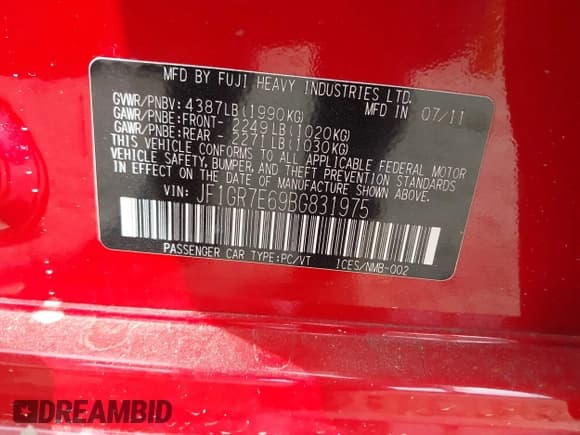 MFD BY FUJI HEAVY INDUSTRIES LTD.
GVWR/PNBV: 4387LB(1990KG) MFD IN 07/11
GAWR/PNBE:FRONT- 2249LB(1020KG)
GAWR/PNBE:REAR - 2271LB(1030KG)
THIS VEHICLE CONFORMS TO ALL APPLICABLE FEDERAL MOTOR
VEHICLE SAFETY, BUMPER, AND THEFT PREVENTION STANDARDS
IN EFFECT ON THE DATE OF MANUFACTURE SHOWN ABOVE.
VIN: JF1GR7E69BG831975
PASSENGER CAR TYPE:PC/VT ICES/NMB-002
DREAMBID